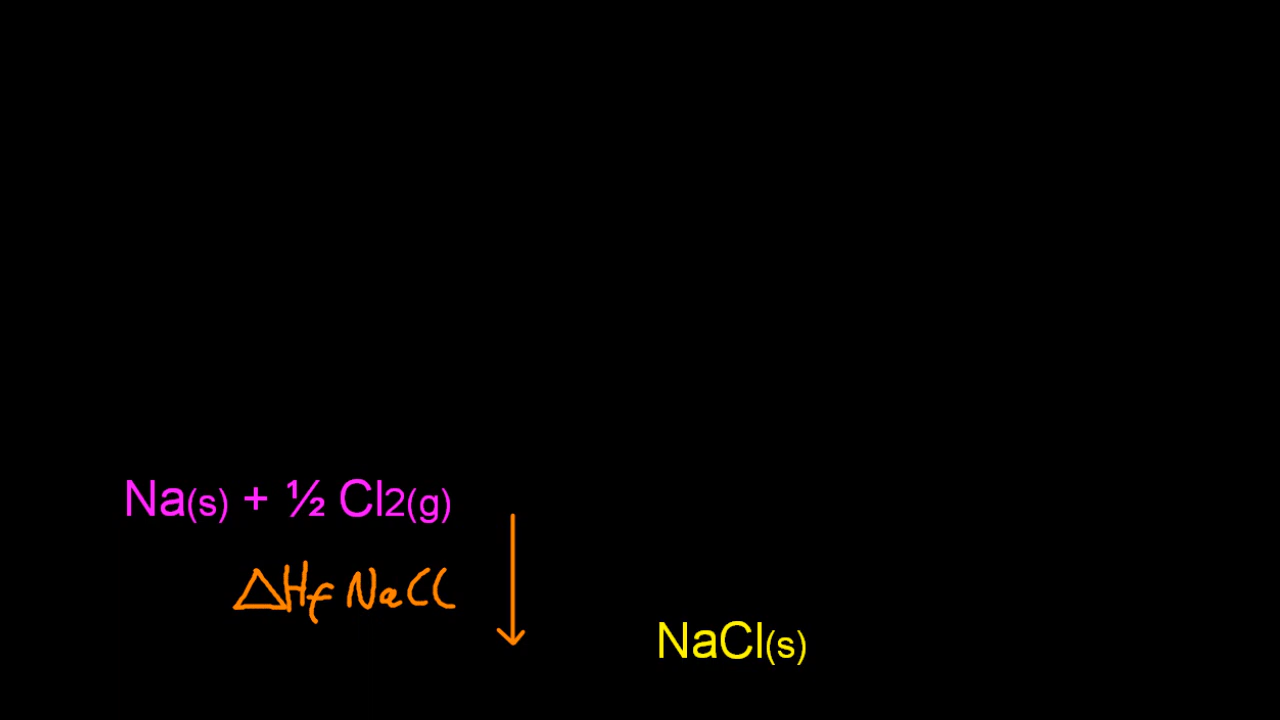 Na(s) + ½ Cl2(g)
ΔHf NaCl
NaCl(s)